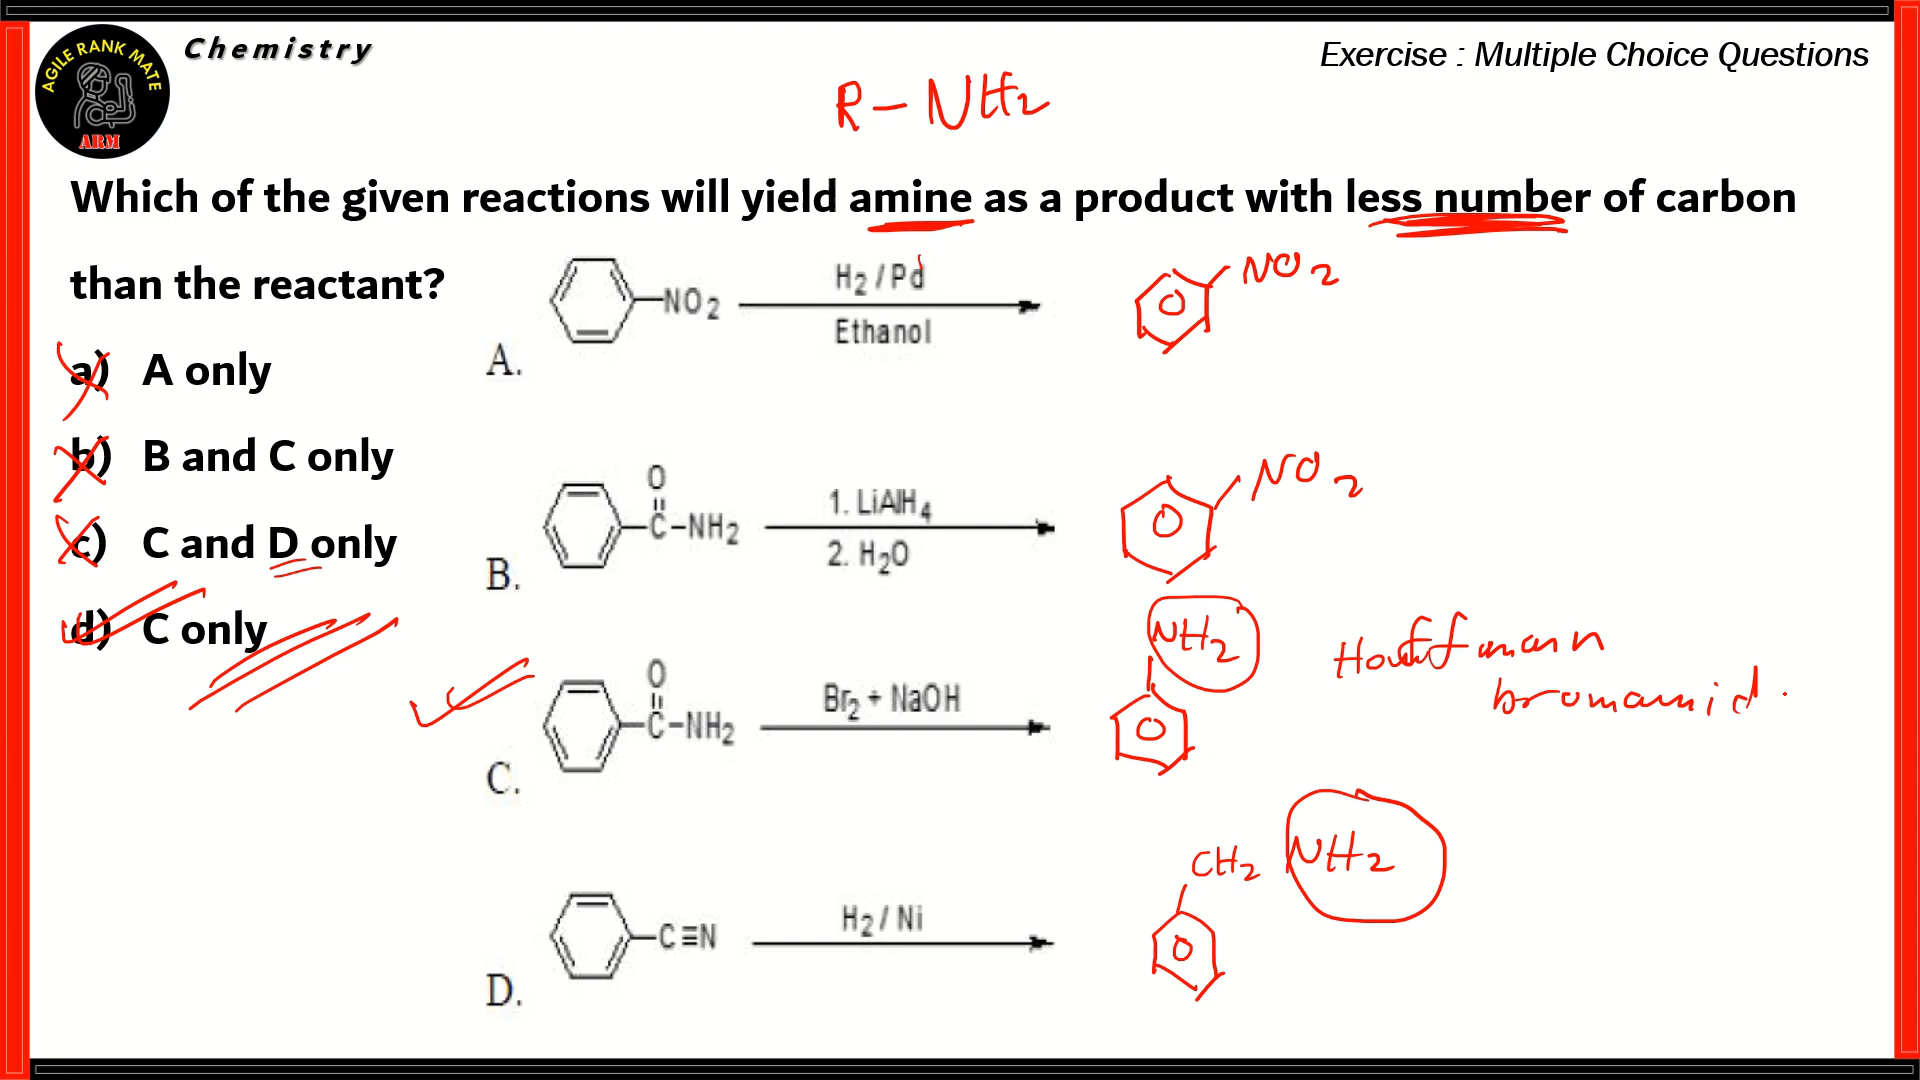 AGILE RANK MATE
ARM
Chemistry
Exercise : Multiple Choice Questions
R - NH2
Which of the given reactions will yield amine as a product with less number of carbon
than the reactant?
a) A only
b) B and C only
c) C and D only
d) C only
A.
NO2
H2 / Pd
Ethanol
NO2
B.
O
C-NH2
1. LiAlH4
2. H2O
NO2
C.
O
C-NH2
Br2 + NaOH
NH2
Hoffmann
bromamid.
D.
C≡N
H2 / Ni
CH2 NH2